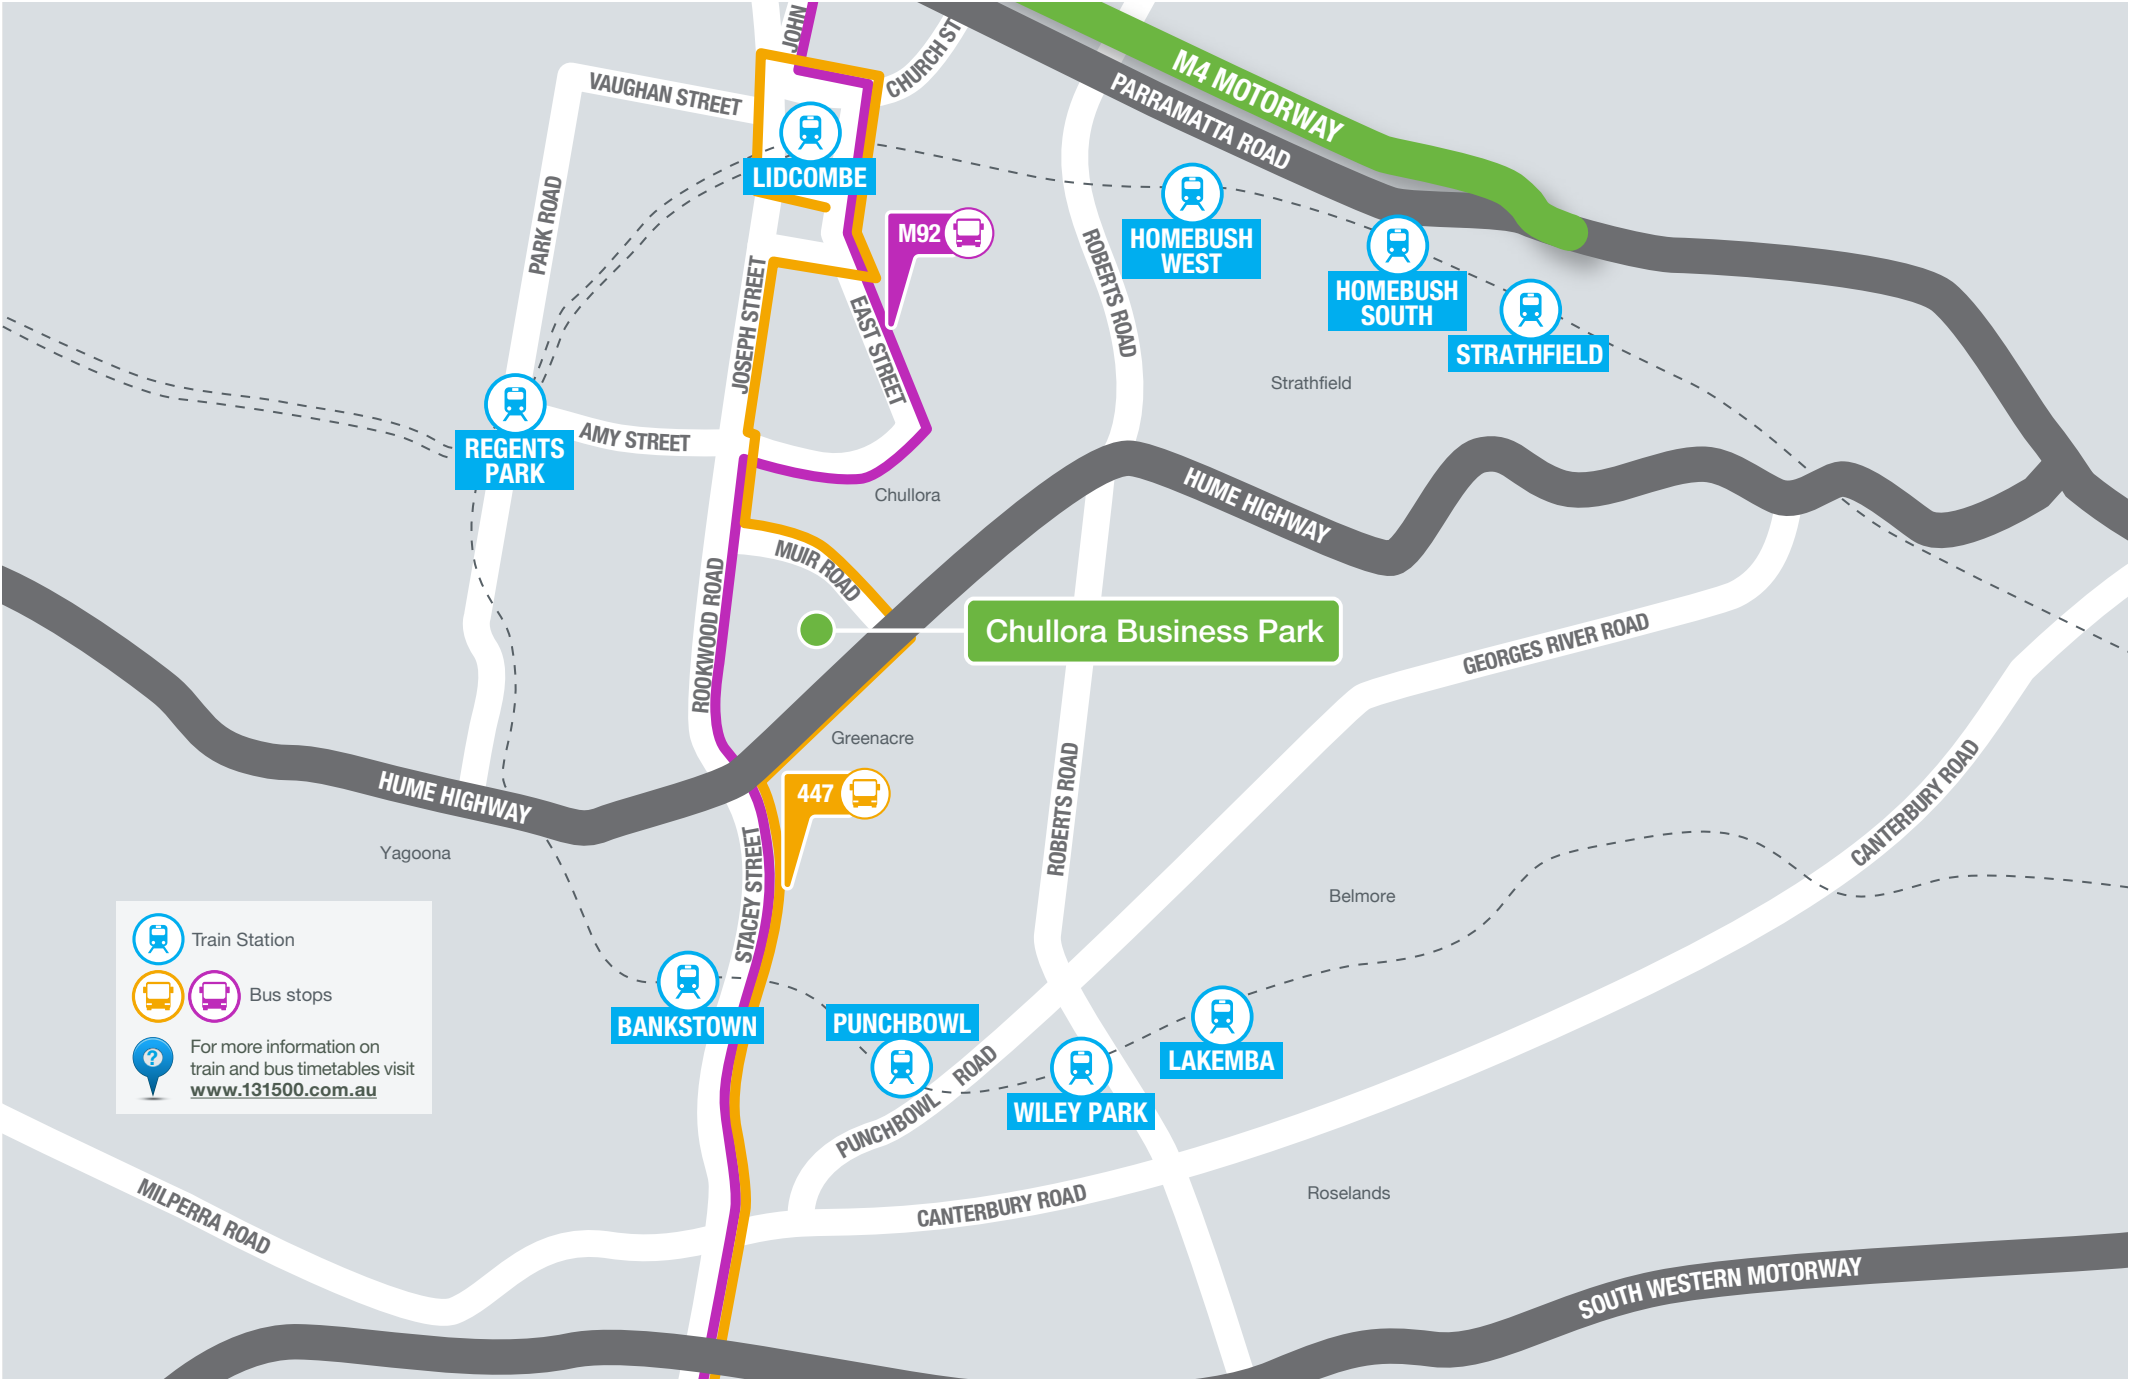 JOHN
CHURCH ST
M4 MOTORWAY
VAUGHAN STREET
PARRAMATTA ROAD
LIDCOMBE
PARK ROAD
M92
HOMEBUSH
WEST
ROBERTS ROAD
HOMEBUSH
SOUTH
JOSEPH STREET
EAST STREET
STRATHFIELD
Strathfield
REGENTS
PARK
AMY STREET
Chullora
HUME HIGHWAY
MUIR ROAD
ROOKWOOD ROAD
Chullora Business Park
GEORGES RIVER ROAD
Greenacre
HUME HIGHWAY
447
ROBERTS ROAD
CANTERBURY ROAD
Yagoona
STACEY STREET
Belmore
Train Station
Bus stops
?
For more information on
train and bus timetables visit
www.131500.com.au
BANKSTOWN
PUNCHBOWL
LAKEMBA
PUNCHBOWL ROAD
WILEY PARK
MILPERRA ROAD
CANTERBURY ROAD
Roselands
SOUTH WESTERN MOTORWAY